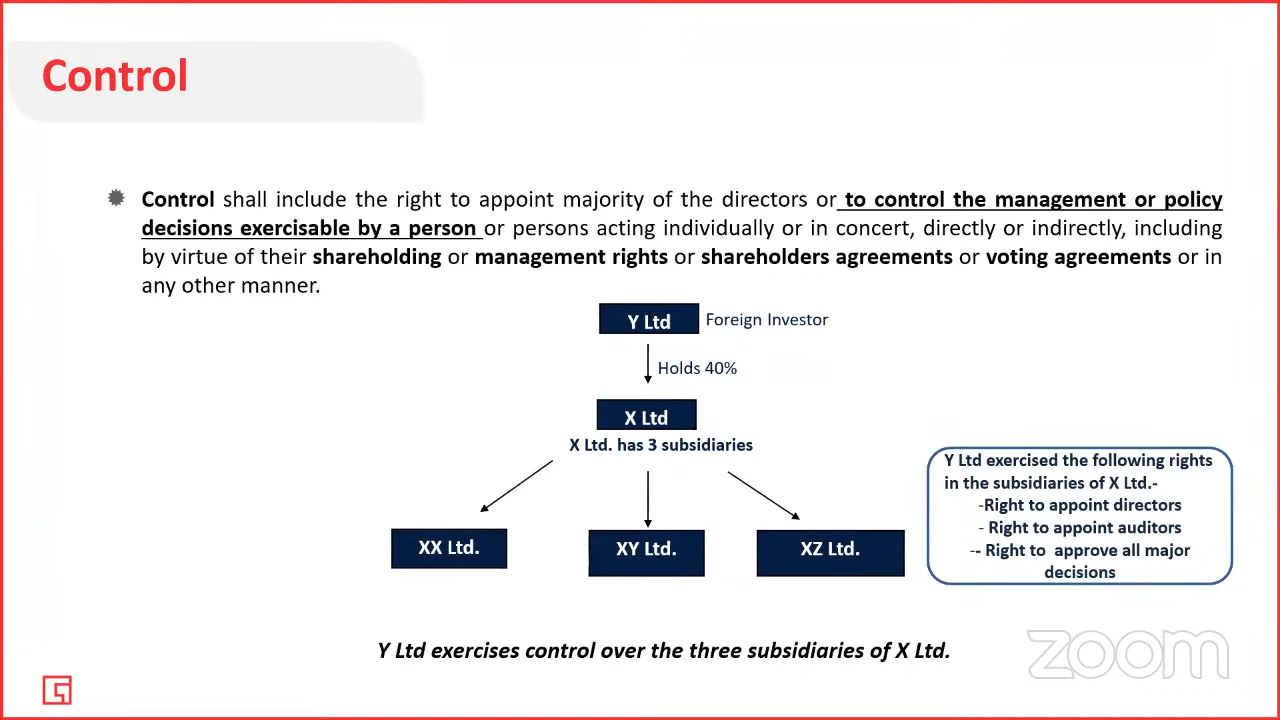 Control
Control shall include the right to appoint majority of the directors or to control the management or policy
decisions exercisable by a person or persons acting individually or in concert, directly or indirectly, including
by virtue of their shareholding or management rights or shareholders agreements or voting agreements or in
any other manner.
Y Ltd
Foreign Investor
Holds 40%
X Ltd
X Ltd. has 3 subsidiaries
XX Ltd.
XY Ltd.
XZ Ltd.
Y Ltd exercised the following rights
in the subsidiaries of X Ltd.-
-Right to appoint directors
- Right to appoint auditors
-- Right to approve all major
decisions
Y Ltd exercises control over the three subsidiaries of X Ltd.
zoom